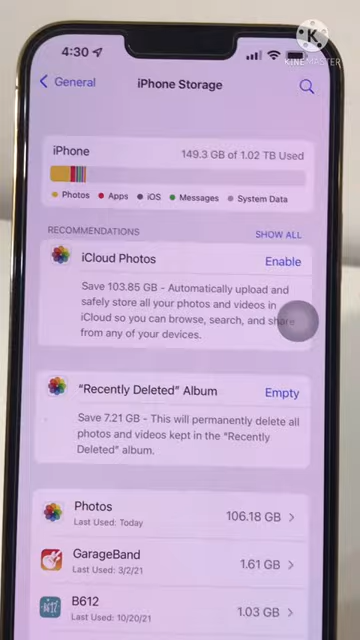 4:30
K
KINEMASTER
General
iPhone Storage
iPhone
149.3 GB of 1.02 TB Used
Photos Apps iOS Messages System Data
RECOMMENDATIONS
SHOW ALL
iCloud Photos
Enable
Save 103.85 GB - Automatically upload and
safely store all your photos and videos in
iCloud so you can browse, search, and share
from any of your devices.
“Recently Deleted” Album
Empty
Save 7.21 GB - This will permanently delete all
photos and videos kept in the “Recently
Deleted” album.
Photos
Last Used: Today
106.18 GB
GarageBand
Last Used: 3/2/21
1.61 GB
B612
Last Used: 10/20/21
1.03 GB